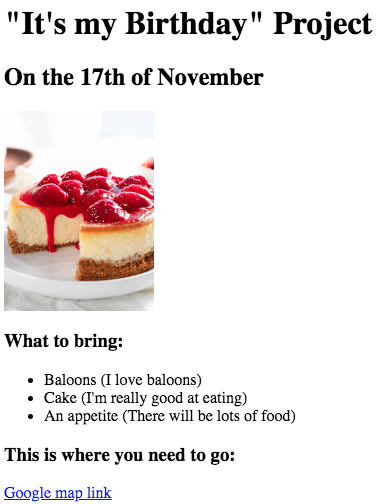 "It's my Birthday" Project
On the 17th of November
What to bring:
Baloons (I love baloons)
Cake (I'm really good at eating)
An appetite (There will be lots of food)
This is where you need to go:
Google map link